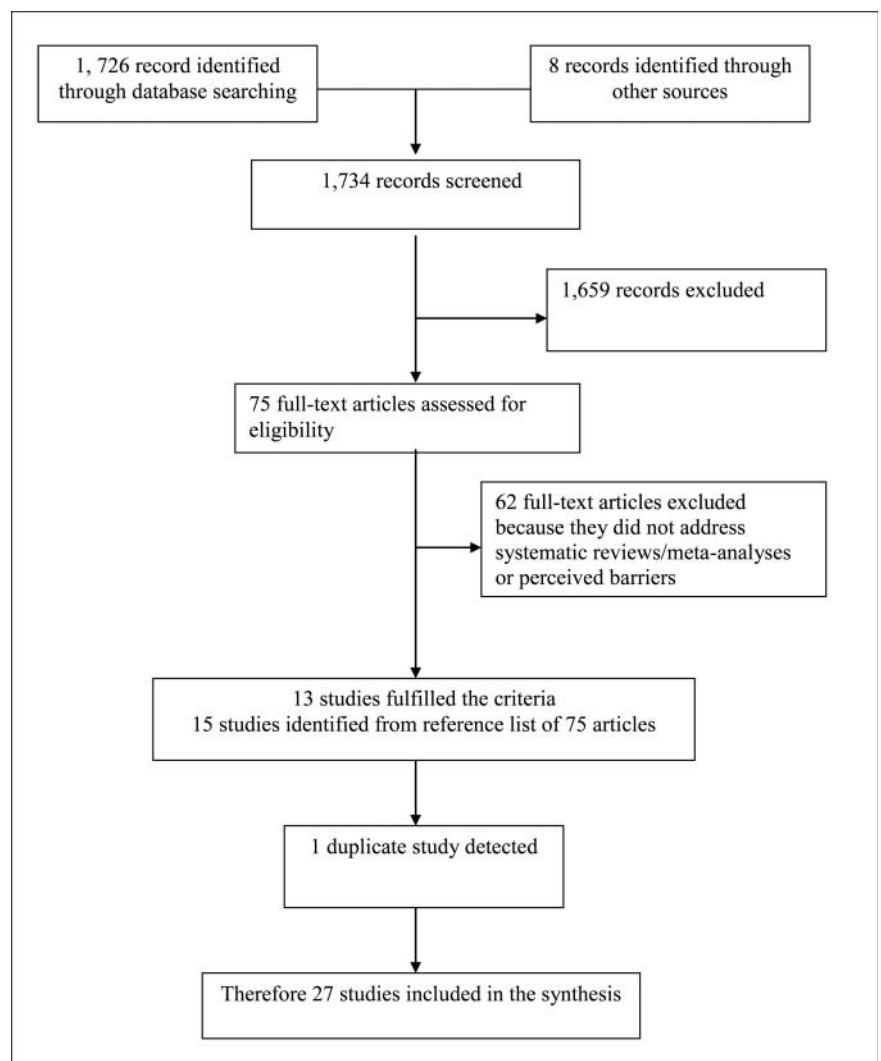 1, 726 record identified
through database searching
8 records identified through
other sources
1,734 records screened
1,659 records excluded
75 full-text articles assessed for
eligibility
62 full-text articles excluded
because they did not address
systematic reviews/meta-analyses
or perceived barriers
13 studies fulfilled the criteria
15 studies identified from reference list of 75 articles
1 duplicate study detected
Therefore 27 studies included in the synthesis